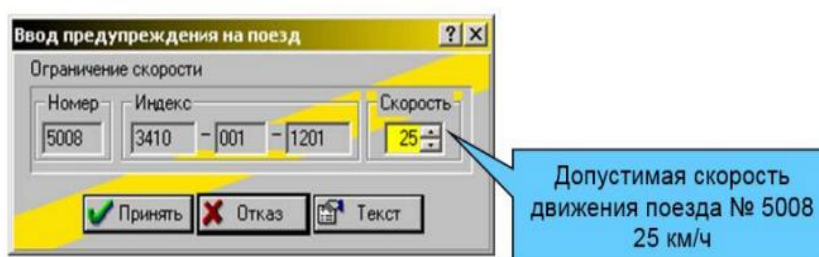 Ввод предупреждения на поезд
Ограничение скорости
Номер Индекс Скорость
5008 3410 - 001 - 1201 25
Принять Отказ Текст
Допустимая скорость
движения поезда № 5008
25 км/ч